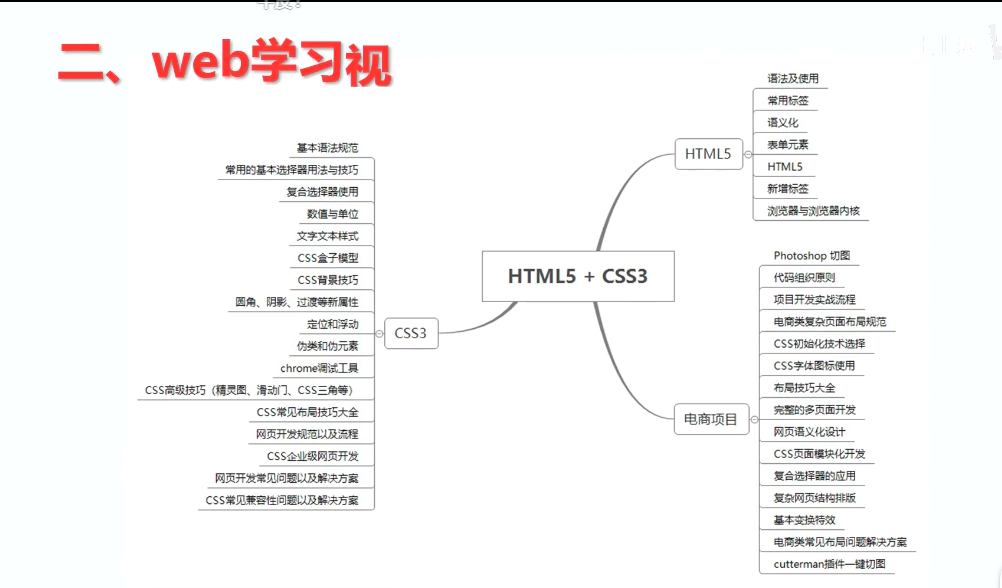 二、web学习视
HTML5 + CSS3
HTML5
语法及使用
常用标签
语义化
表单元素
HTML5
新增标签
浏览器与浏览器内核
电商项目
Photoshop 切图
代码组织原则
项目开发实战流程
电商类复杂页面布局规范
CSS初始化技术选择
CSS字体图标使用
布局技巧大全
完整的多页面开发
网页语义化设计
CSS页面模块化开发
复合选择器的应用
复杂网页结构排版
基本变换特效
电商类常见布局问题解决方案
cutterman插件一键切图
CSS3
基本语法规范
常用的基本选择器用法与技巧
复合选择器使用
数值与单位
文字文本样式
CSS盒子模型
CSS背景技巧
圆角、阴影、过渡等新属性
定位和浮动
伪类和伪元素
chrome调试工具
CSS高级技巧（精灵图、滑动门、CSS三角等）
CSS常见布局技巧大全
网页开发规范以及流程
CSS企业级网页开发
网页开发常见问题以及解决方案
CSS常见兼容性问题以及解决方案